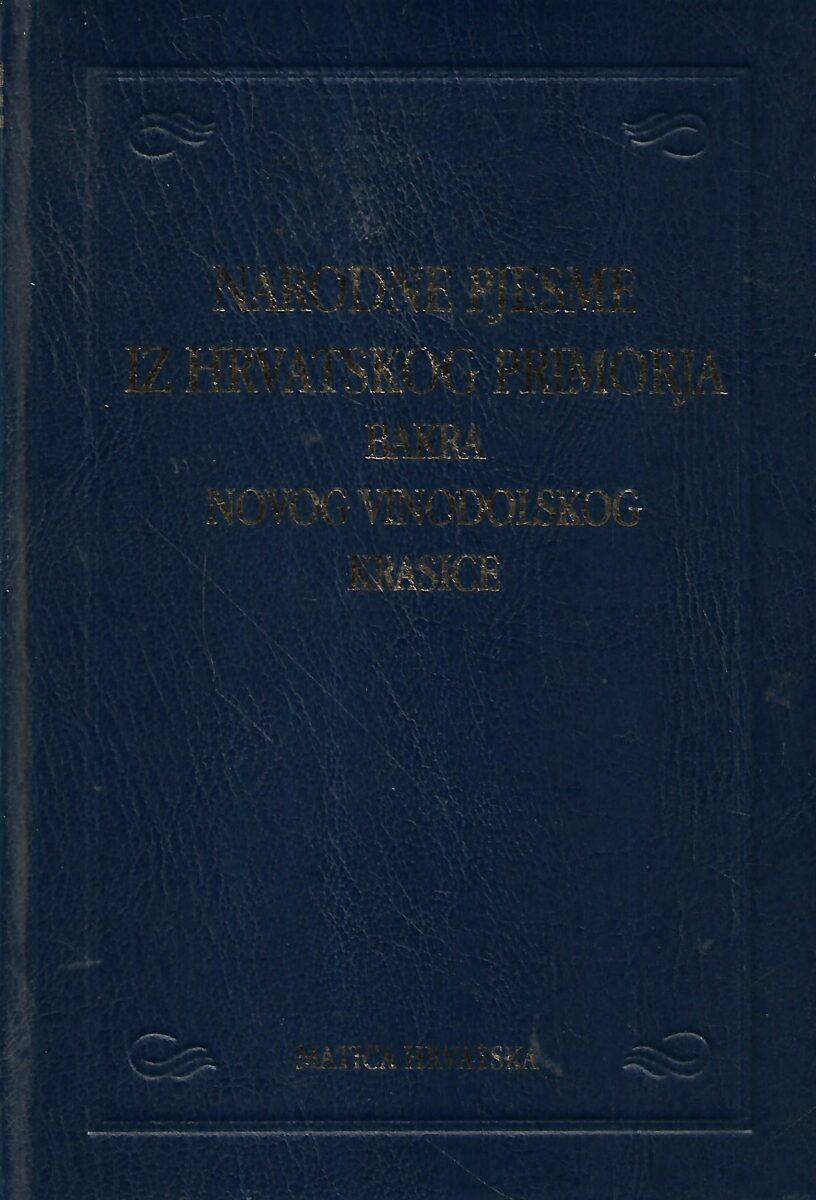 NARODNE PJESME
IZ HRVATSKOG PRIMORJA
BAKRA
NOVOG VINODOLSKOG
KRASICE
MATICA HRVATSKA